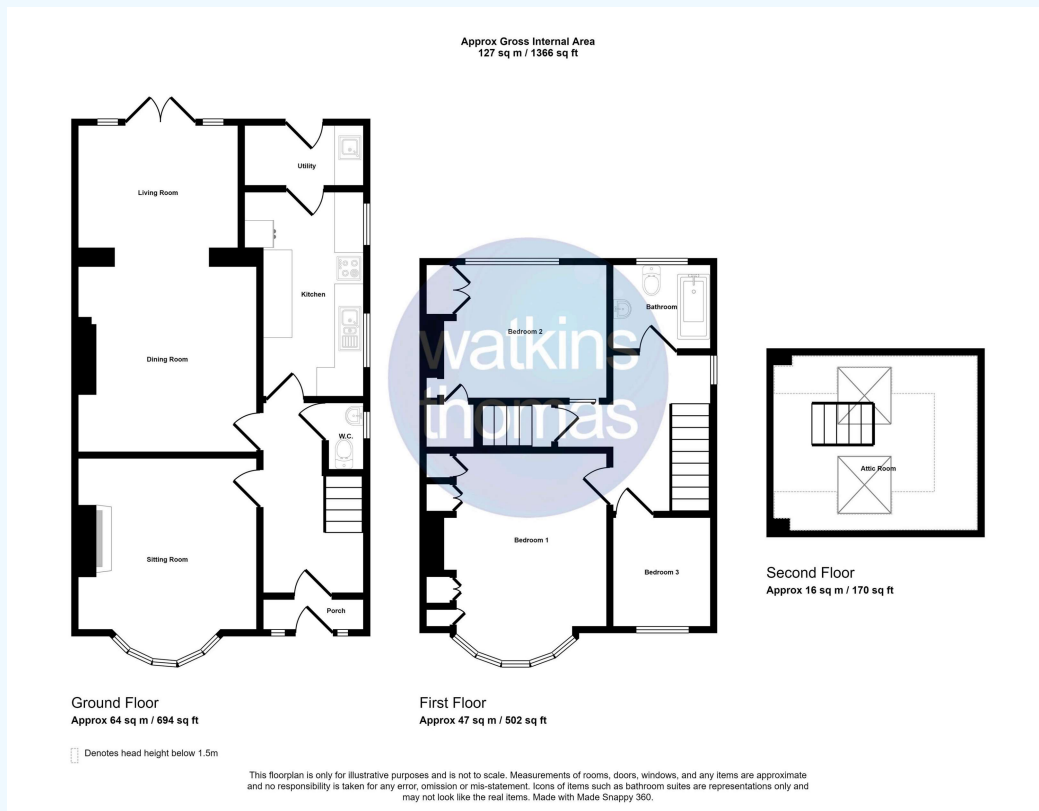 Approx Gross Internal Area
127 sq m / 1366 sq ft
Utility
Living Room
Kitchen
Dining Room
W.C.
Sitting Room
Porch
Bathroom
Bedroom 2
watkins
thomas
Bedroom 1
Bedroom 3
Attic Room
Ground Floor
Approx 64 sq m / 694 sq ft
First Floor
Approx 47 sq m / 502 sq ft
Second Floor
Approx 16 sq m / 170 sq ft
Denotes head height below 1.5m
This floorplan is only for illustrative purposes and is not to scale. Measurements of rooms, doors, windows, and any items are approximate
and no responsibility is taken for any error, omission or mis-statement. Icons of items such as bathroom suites are representations only and
may not look like the real items. Made with Made Snappy 360.